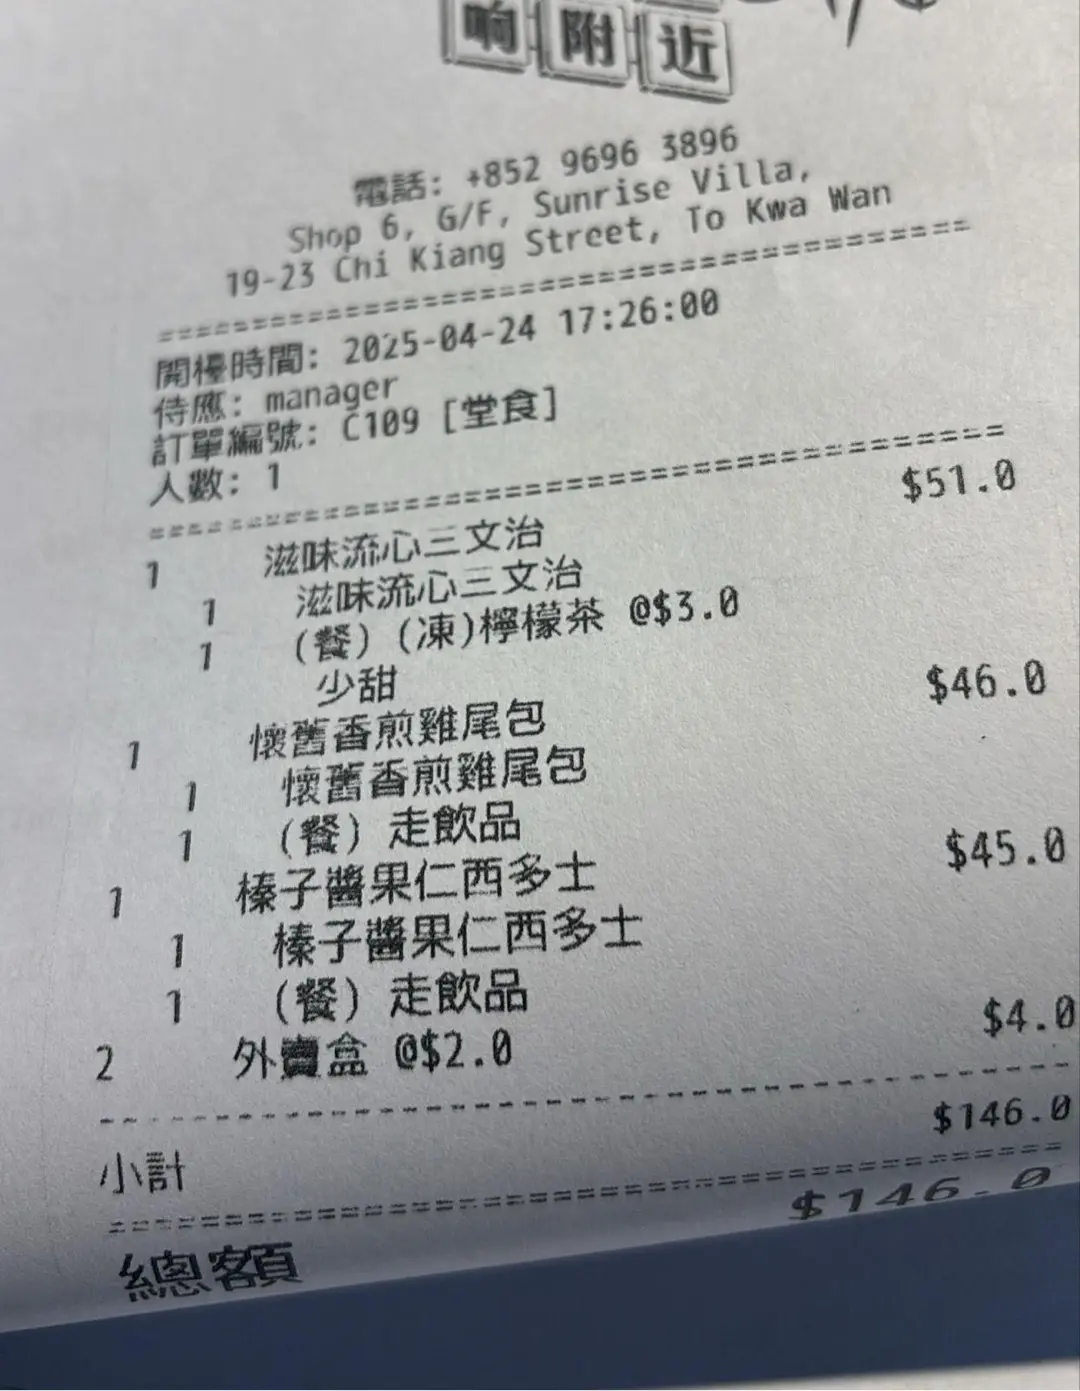 响附近
電話: +852 9696 3896
Shop 6, G/F, Sunrise Villa,
19-23 Chi Kiang Street, To Kwa Wan
開檯時間: 2025-04-24 17:26:00
侍應: manager
訂單編號: C109 [堂食]
人數: 1
1 滋味流心三文治 $51.0
1 滋味流心三文治
1 (餐) (凍)檸檬茶 @$3.0
少甜
1 懷舊香煎雞尾包 $46.0
1 懷舊香煎雞尾包
1 (餐) 走飲品
1 榛子醬果仁西多士 $45.0
1 榛子醬果仁西多士
1 (餐) 走飲品
2 外賣盒 @$2.0 $4.0
小計 $146.0
總額 $146.0